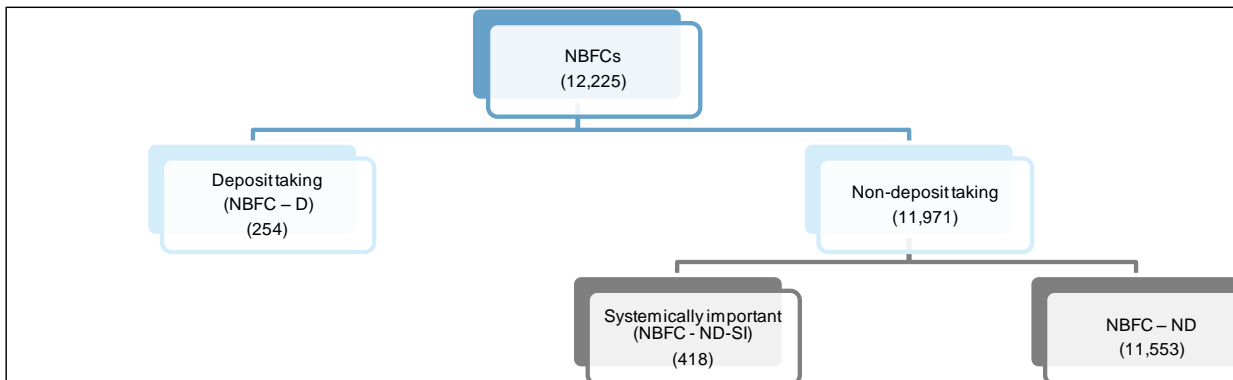 NBFCs
(12,225)
Deposit taking
(NBFC – D)
(254)
Non-deposit taking
(11,971)
Systemically important
(NBFC - ND-SI)
(418)
NBFC – ND
(11,553)